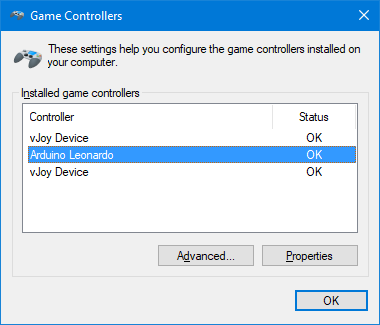 Game Controllers
These settings help you configure the game controllers installed on
your computer.
Installed game controllers
Controller Status
vJoy Device OK
Arduino Leonardo OK
vJoy Device OK
Advanced... Properties
OK